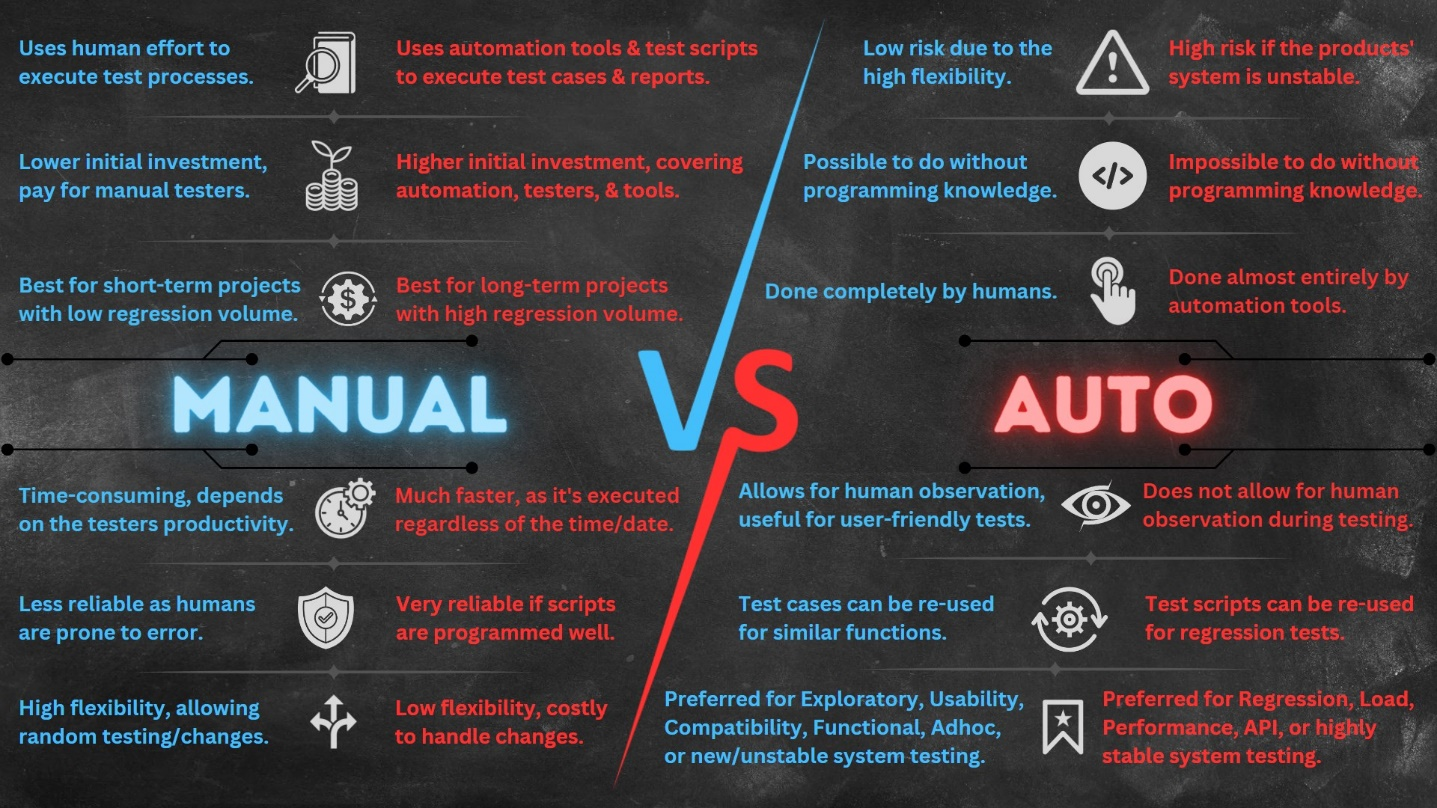 Uses human effort to
execute test processes.
Uses automation tools & test scripts
to execute test cases & reports.
Lower initial investment,
pay for manual testers.
Higher initial investment, covering
automation, testers, & tools.
$
Best for short-term projects
with low regression volume.
Best for long-term projects
with high regression volume.
Low risk due to the
high flexibility.
!
High risk if the products'
system is unstable.
Possible to do without
programming knowledge.
</>
Impossible to do without
programming knowledge.
Done completely by humans.
Done almost entirely by
automation tools.
MANUAL
VS
AUTO
Time-consuming, depends
on the testers productivity.
Much faster, as it's executed
regardless of the time/date.
Less reliable as humans
are prone to error.
Very reliable if scripts
are programmed well.
High flexibility, allowing
random testing/changes.
Low flexibility, costly
to handle changes.
Allows for human observation,
useful for user-friendly tests.
Does not allow for human
observation during testing.
Test cases can be re-used
for similar functions.
Test scripts can be re-used
for regression tests.
Preferred for Exploratory, Usability,
Compatibility, Functional, Adhoc,
or new/unstable system testing.
Preferred for Regression, Load,
Performance, API, or highly
stable system testing.